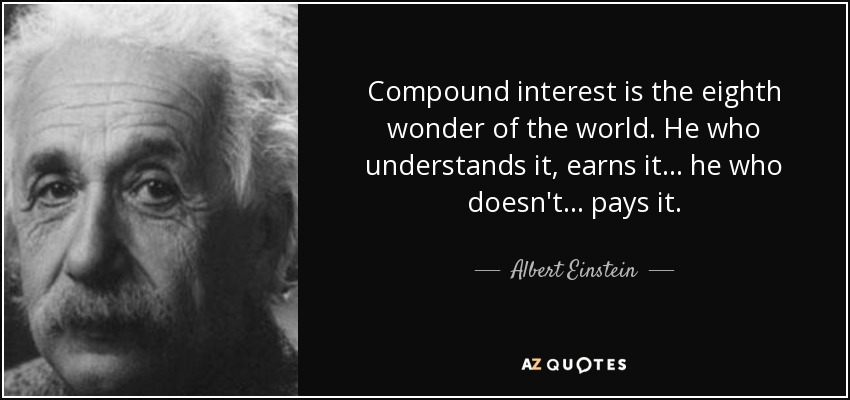 Compound interest is the eighth
wonder of the world. He who
understands it, earns it... he who
doesn't... pays it.
Albert Einstein
AZ QUOTES